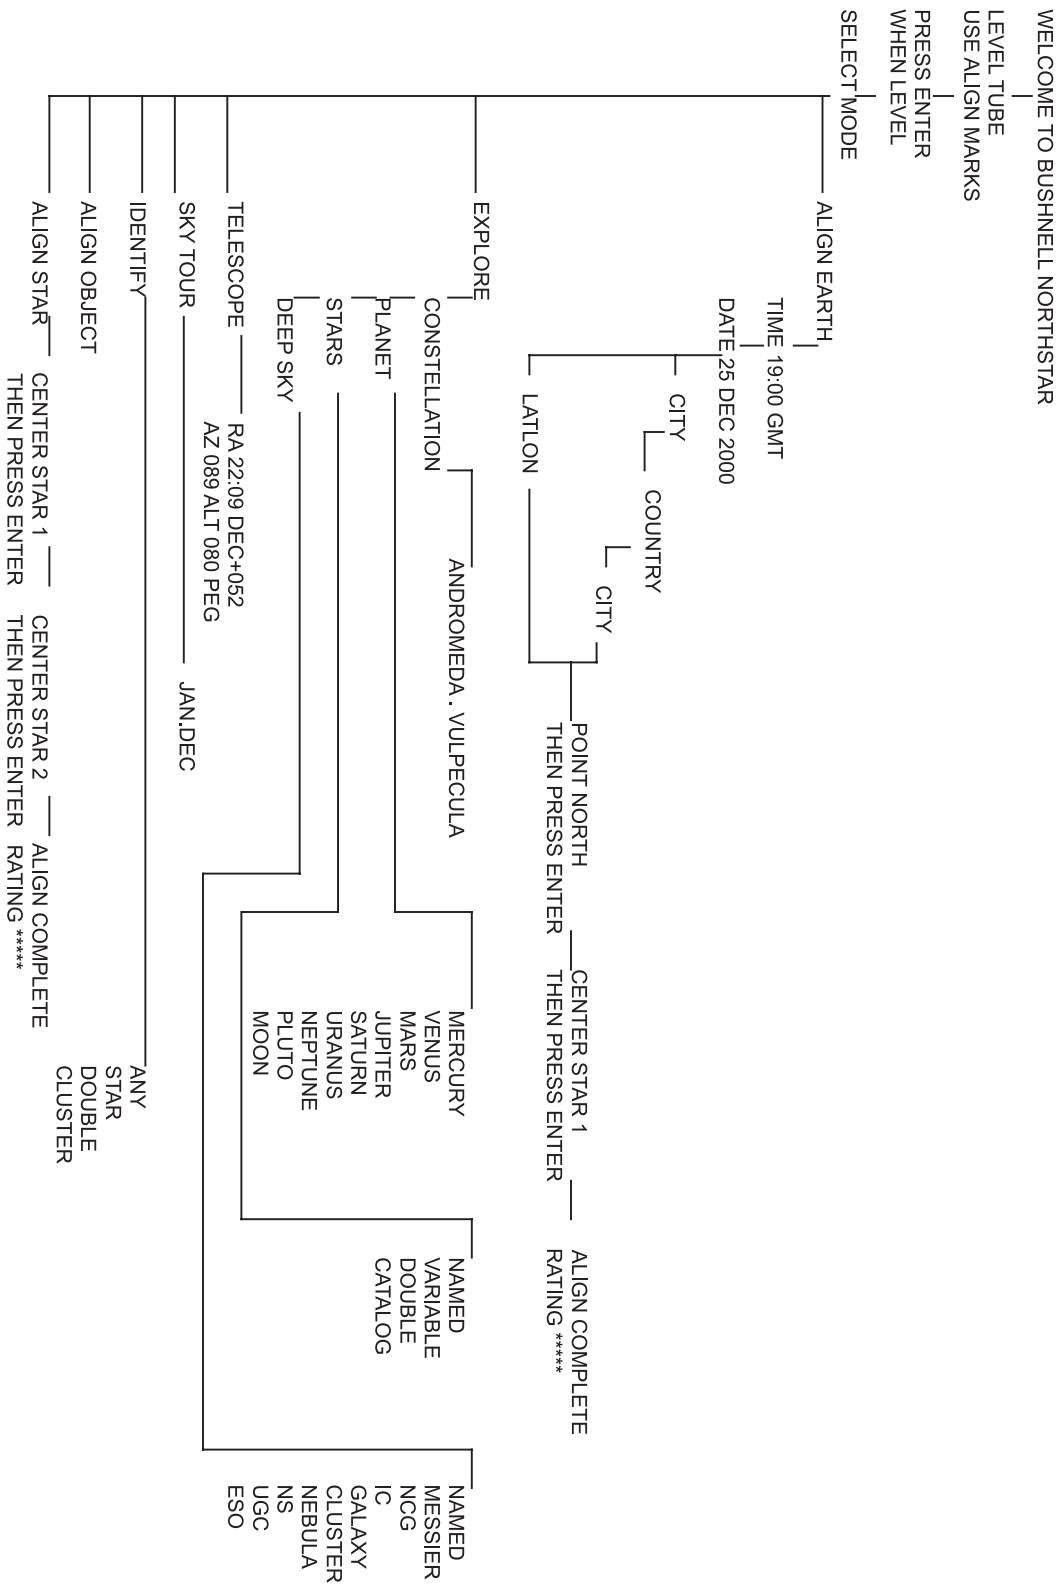 WELCOME TO BUSHNELL NORTHSTAR
LEVEL TUBE
USE ALIGN MARKS
PRESS ENTER
WHEN LEVEL
SELECT MODE
ALIGN EARTH
TIME 19:00 GMT
DATE 25 DEC 2000
CITY
COUNTRY
CITY
LATLON
POINT NORTH
THEN PRESS ENTER
CENTER STAR 1
THEN PRESS ENTER
ALIGN COMPLETE
RATING *****
EXPLORE
CONSTELLATION
ANDROMEDA . VULPECULA
PLANET
MERCURY
VENUS
MARS
JUPITER
SATURN
URANUS
NEPTUNE
PLUTO
MOON
STARS
NAMED
VARIABLE
DOUBLE
CATALOG
DEEP SKY
NAMED
MESSIER
NCG
IC
GALAXY
CLUSTER
NEBULA
NS
UGC
ESO
TELESCOPE
RA 22:09 DEC+052
AZ 089 ALT 080 PEG
SKY TOUR
JAN.DEC
IDENTIFY
ANY
STAR
DOUBLE
CLUSTER
ALIGN OBJECT
ALIGN STAR
CENTER STAR 1
THEN PRESS ENTER
CENTER STAR 2
THEN PRESS ENTER
ALIGN COMPLETE
RATING *****